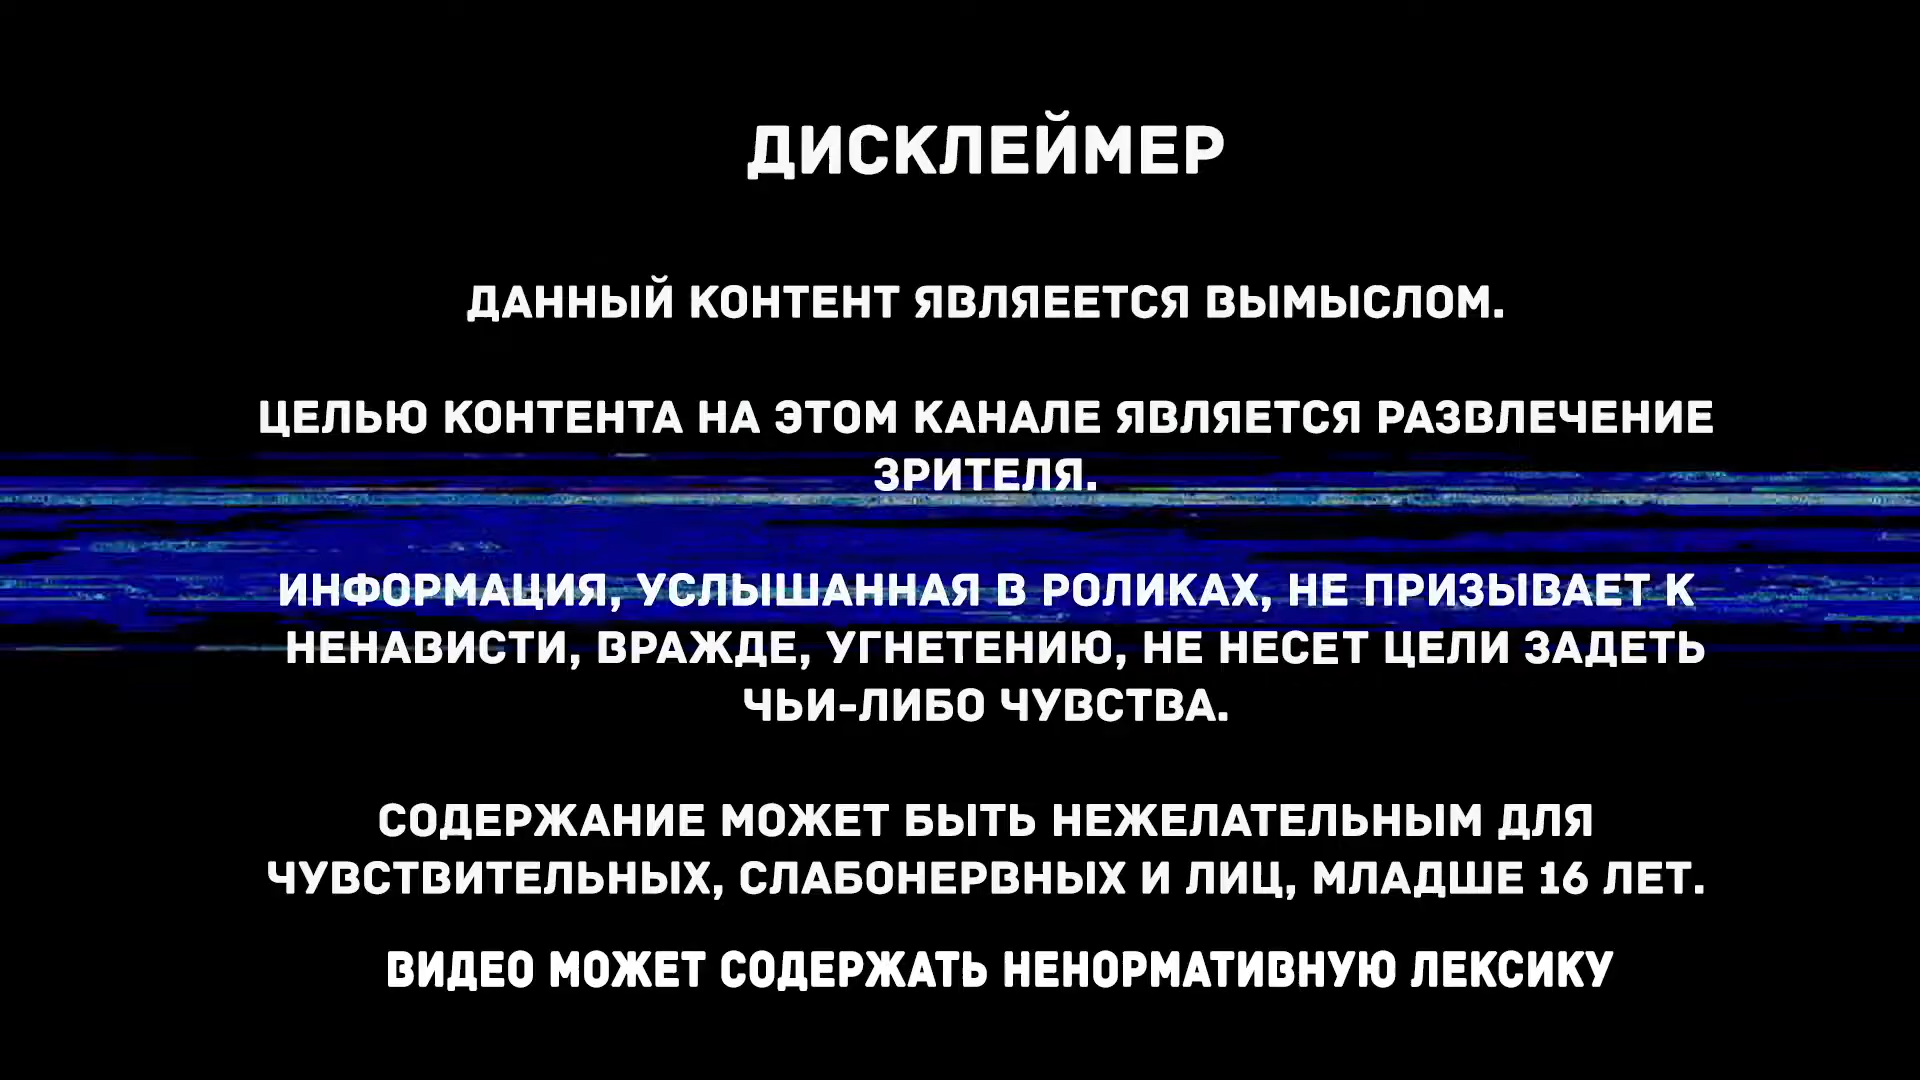 ДИСКЛЕЙМЕР
ДАННЫЙ КОНТЕНТ ЯВЛЯЕЕТСЯ ВЫМЫСЛОМ.
ЦЕЛЬЮ КОНТЕНТА НА ЭТОМ КАНАЛЕ ЯВЛЯЕТСЯ РАЗВЛЕЧЕНИЕ
ЗРИТЕЛЯ.
ИНФОРМАЦИЯ, УСЛЫШАННАЯ В РОЛИКАХ, НЕ ПРИЗЫВАЕТ К
НЕНАВИСТИ, ВРАЖДЕ, УГНЕТЕНИЮ, НЕ НЕСЕТ ЦЕЛИ ЗАДЕТЬ
ЧЬИ-ЛИБО ЧУВСТВА.
СОДЕРЖАНИЕ МОЖЕТ БЫТЬ НЕЖЕЛАТЕЛЬНЫМ ДЛЯ
ЧУВСТВИТЕЛЬНЫХ, СЛАБОНЕРВНЫХ И ЛИЦ, МЛАДШЕ 16 ЛЕТ.
ВИДЕО МОЖЕТ СОДЕРЖАТЬ НЕНОРМАТИВНУЮ ЛЕКСИКУ